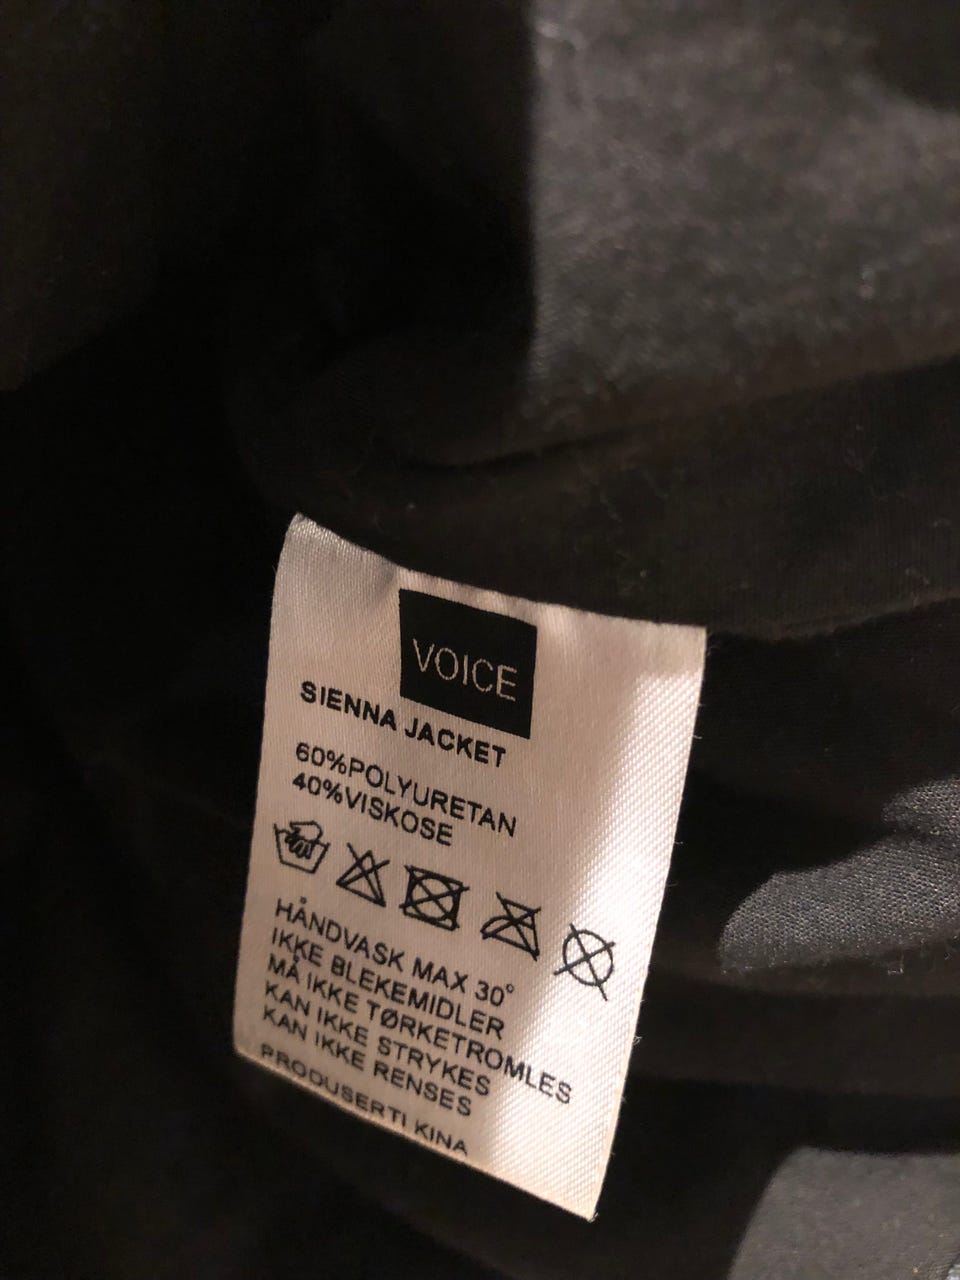 VOICE
SIENNA JACKET
60%POLYURETAN
40%VISKOSE
HÅNDVASK MAX 30°
IKKE BLEKEMIDLER
MÅ IKKE TØRKETROMLES
KAN IKKE STRYKES
KAN IKKE RENSES
PRODUSERTI KINA